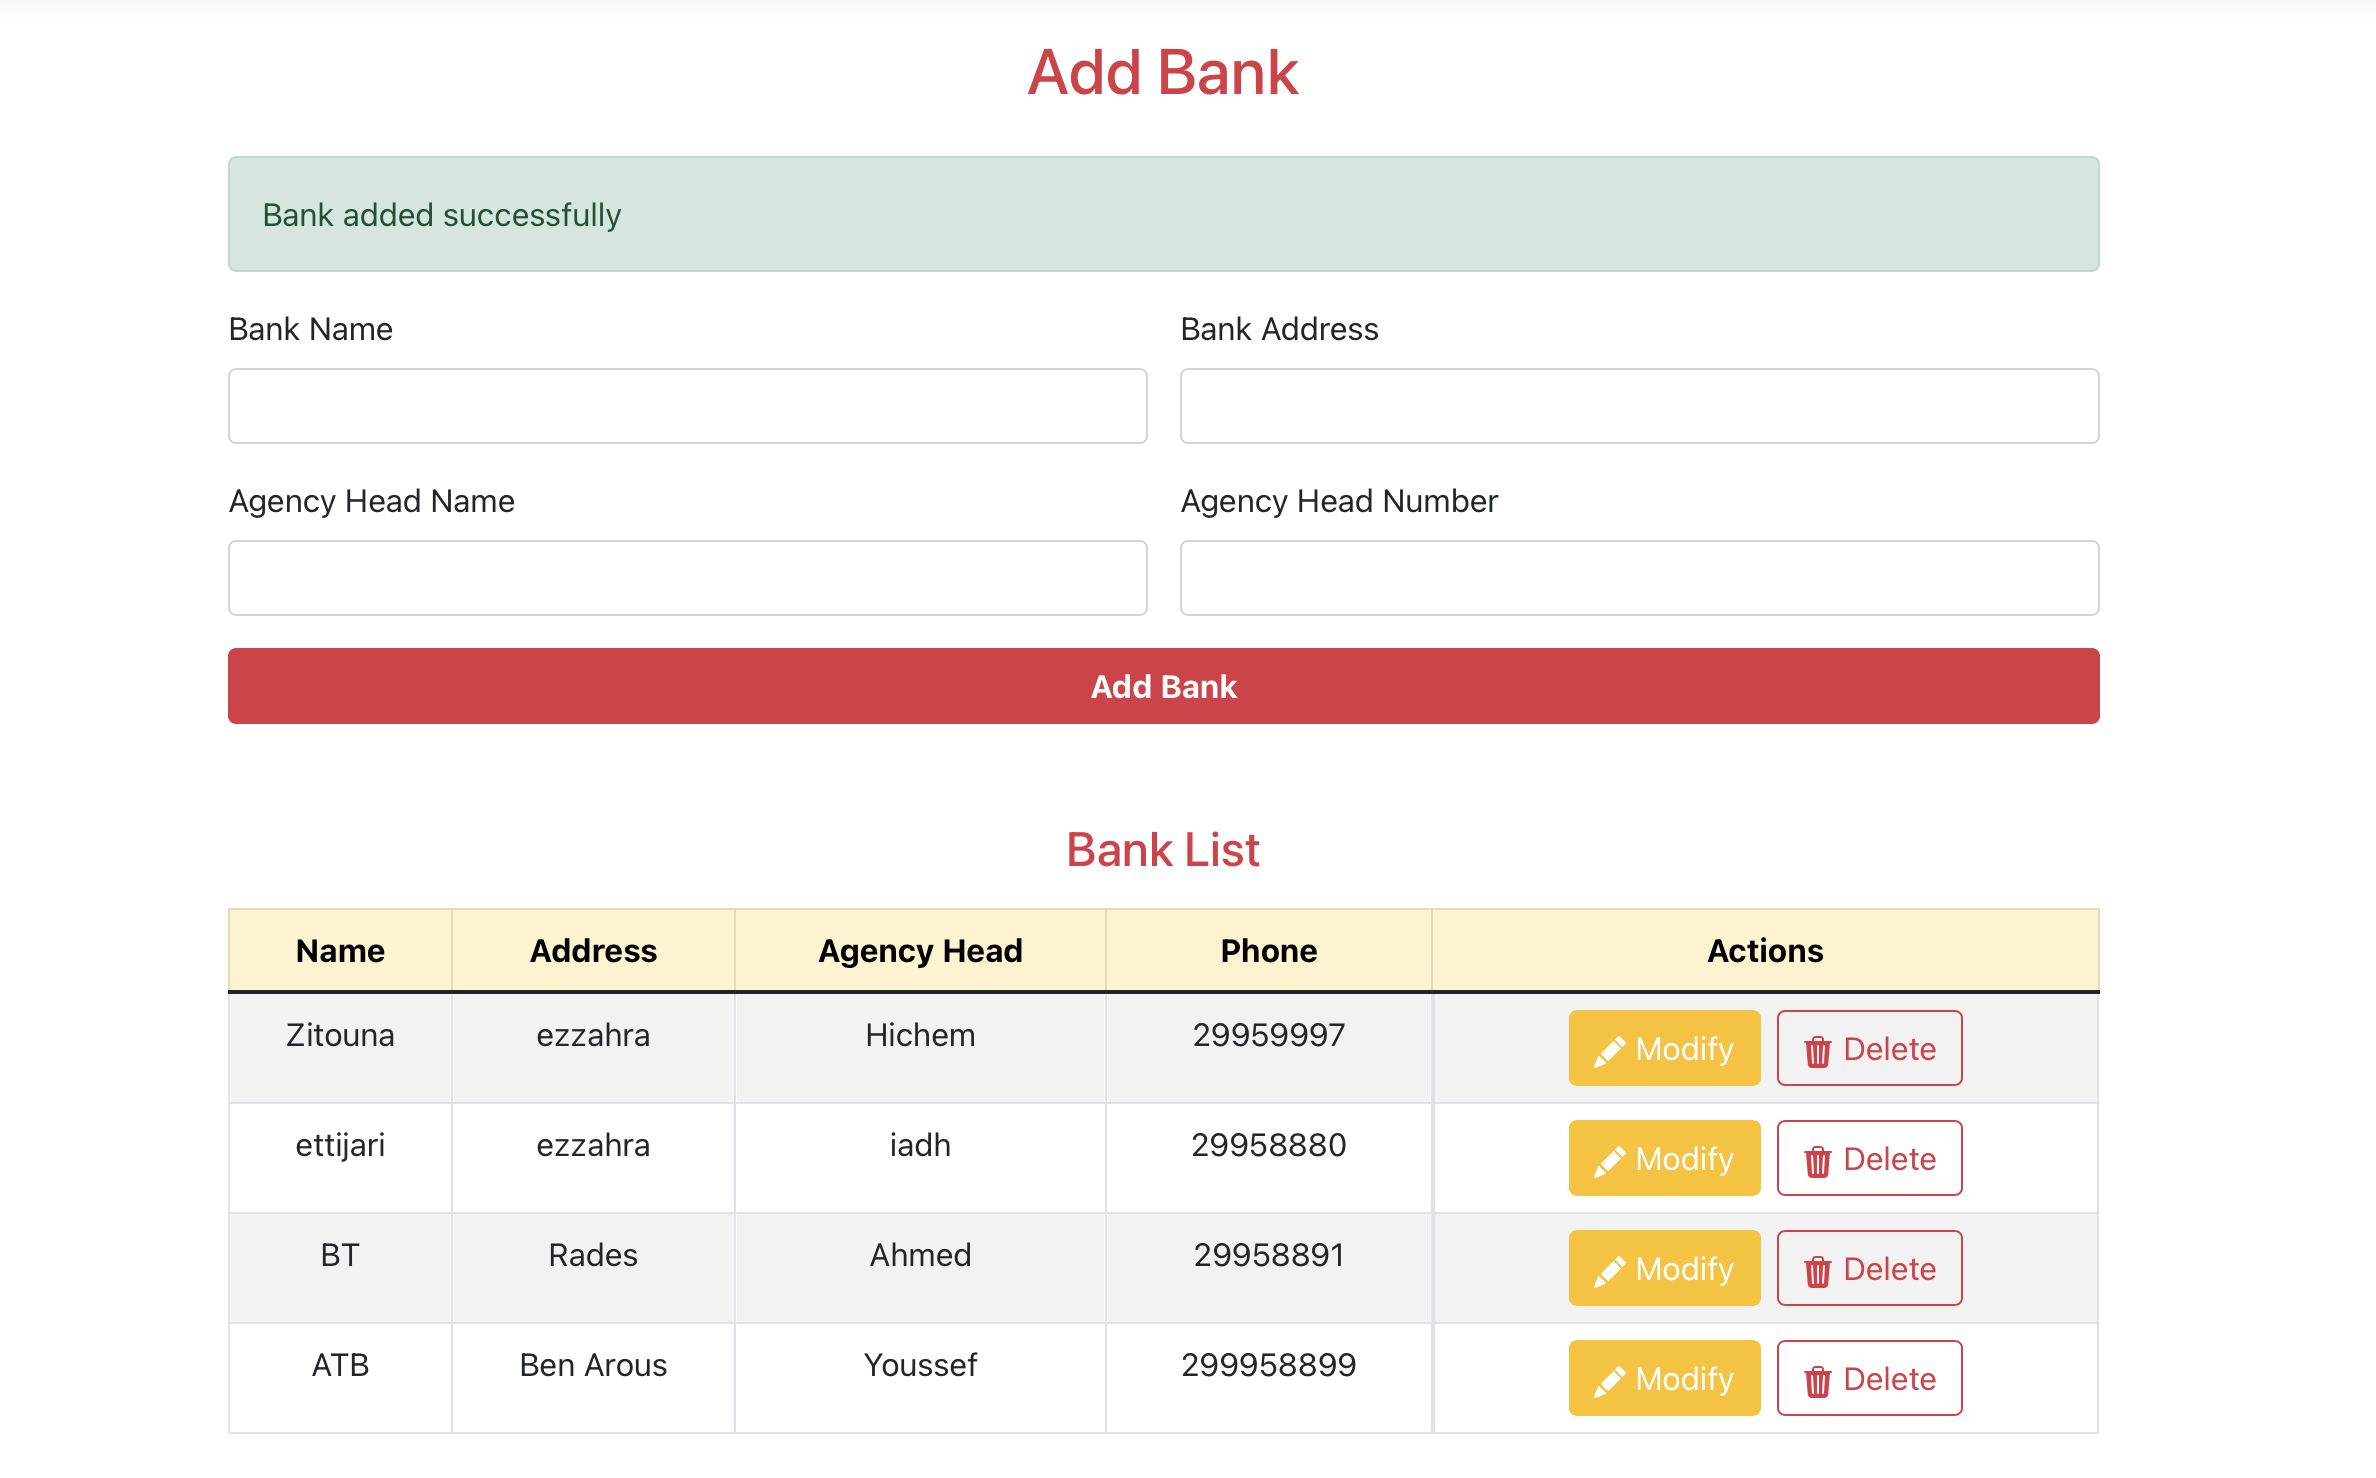 Add Bank
Bank added successfully
Bank Name Bank Address
Agency Head Name Agency Head Number
Add Bank
Bank List
Name Address Agency Head Phone Actions
Zitouna ezzahra Hichem 29959997 Modify Delete
ettijari ezzahra iadh 29958880 Modify Delete
BT Rades Ahmed 29958891 Modify Delete
ATB Ben Arous Youssef 299958899 Modify Delete